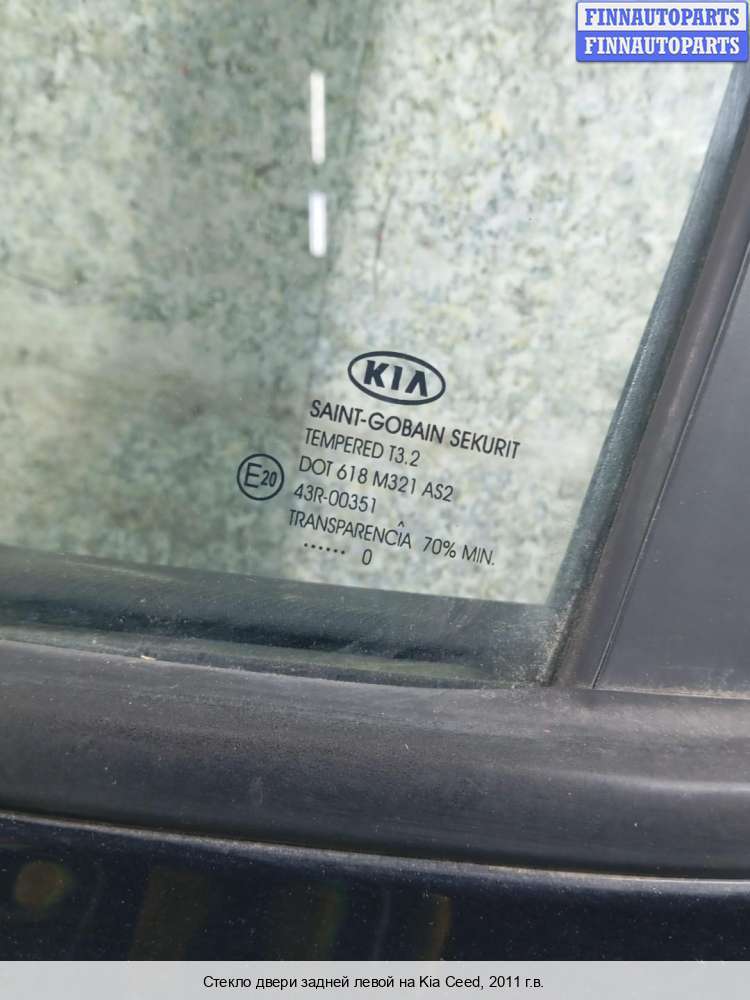 FINNAUTOPARTS
FINNAUTOPARTS
KIA
SAINT-GOBAIN SEKURIT
TEMPERED T3.2
DOT 618 M321 AS2
E20
43R-00351
TRANSPARENCÎA 70% MIN.
...... 0
Стекло двери задней левой на Kia Ceed, 2011 г.в.